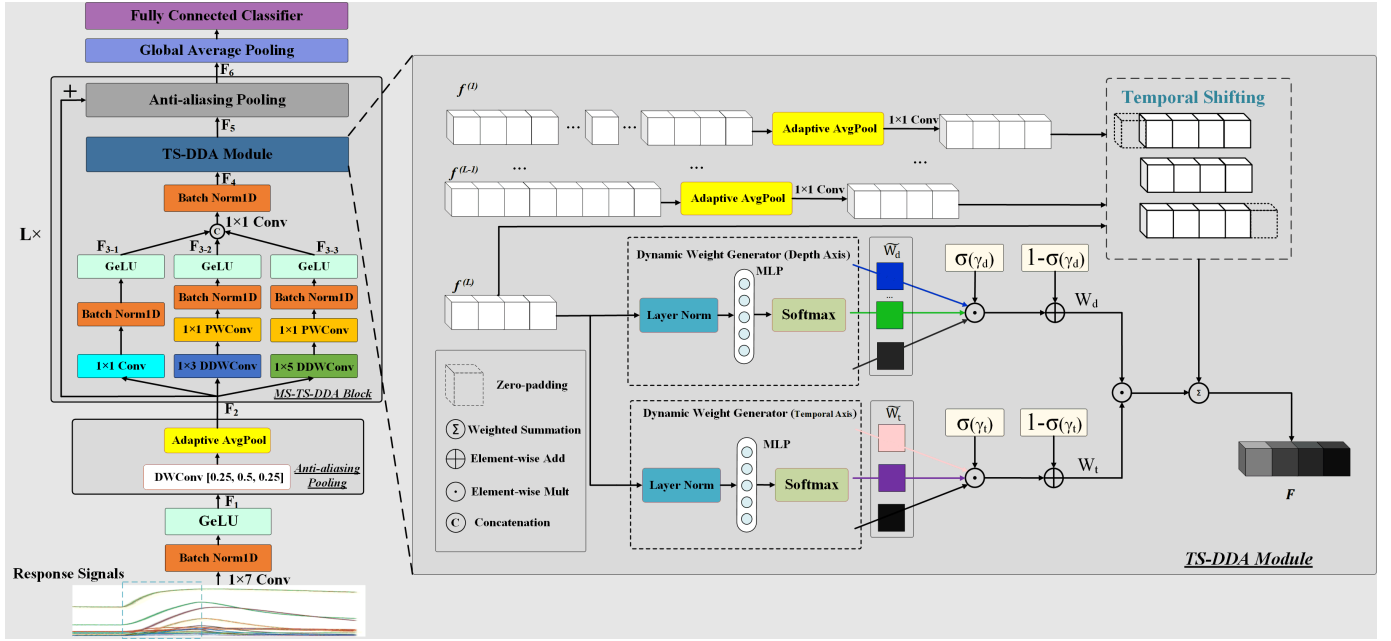 Fully Connected Classifier
Global Average Pooling
F6
+
Anti-aliasing Pooling
F5
TS-DDA Module
F4
Batch Norm1D
1×1 Conv
C
L×
F3-1
F3-2
F3-3
GeLU
GeLU
GeLU
Batch Norm1D
Batch Norm1D
Batch Norm1D
1×1 PWConv
1×1 PWConv
1×1 Conv
1×3 DDWConv
1×5 DDWConv
MS-TS-DDA Block
F2
Adaptive AvgPool
DWConv [0.25, 0.5, 0.25]
Anti-aliasing
Pooling
F1
GeLU
Batch Norm1D
Response Signals
1×7 Conv
f(1)
...
...
Adaptive AvgPool
1×1 Conv
Temporal Shifting
...
...
...
f(L-1)
Adaptive AvgPool
1×1 Conv
f(L)
Dynamic Weight Generator (Depth Axis)
MLP
Layer Norm
Softmax
W̃d
...
σ(γd)
1-σ(γd)
Wd
Zero-padding
Σ Weighted Summation
Element-wise Add
Element-wise Mult
C Concatenation
Dynamic Weight Generator (Temporal Axis)
MLP
Layer Norm
Softmax
W̃t
σ(γt)
1-σ(γt)
Wt
Σ
F
TS-DDA Module